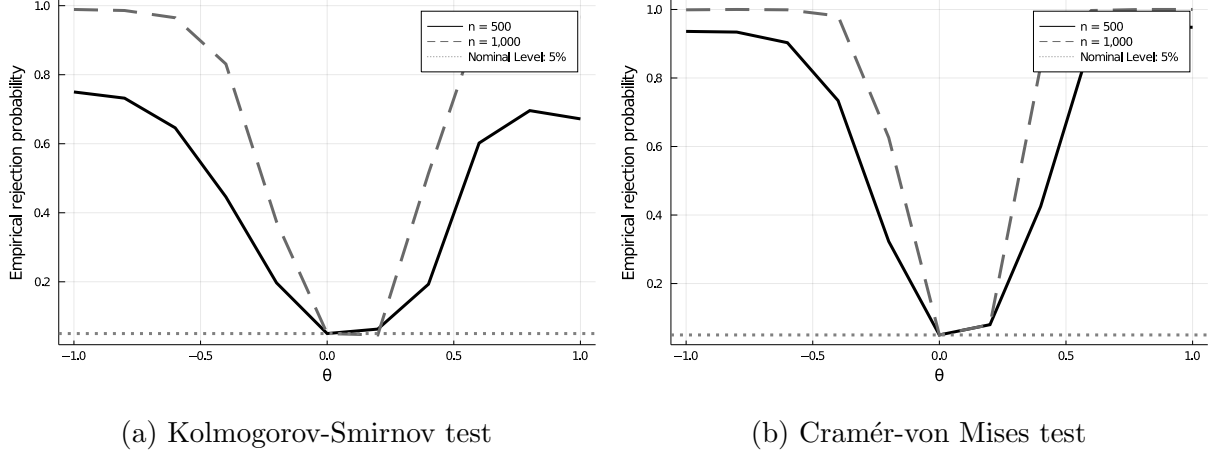 Empirical rejection probability
1.0
0.8
0.6
0.4
0.2
n = 500
n = 1,000
Nominal Level: 5%
−1.0 −0.5 0.0 0.5 1.0
θ
(a) Kolmogorov-Smirnov test
Empirical rejection probability
1.0
0.8
0.6
0.4
0.2
n = 500
n = 1,000
Nominal Level: 5%
−1.0 −0.5 0.0 0.5 1.0
θ
(b) Cramér-von Mises test